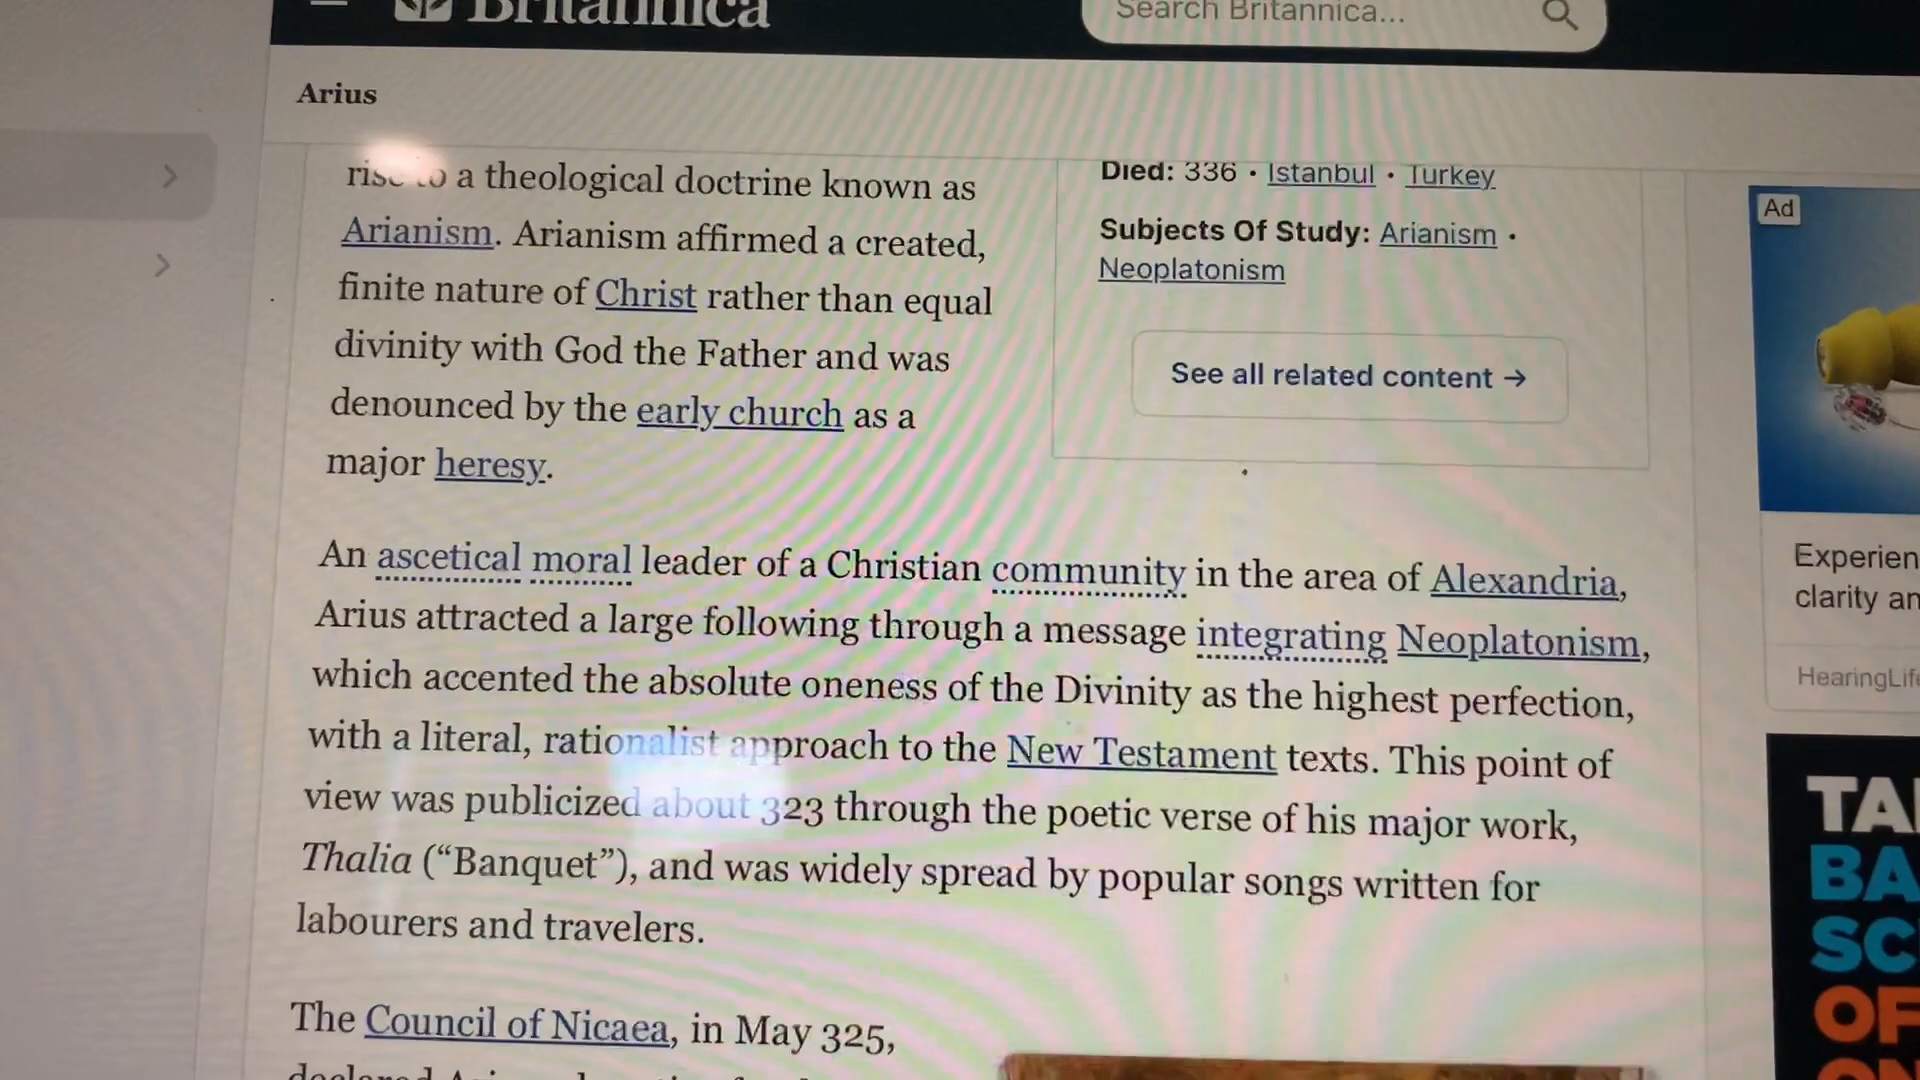 Britannica
Search Britannica...
Arius
rise to a theological doctrine known as
Arianism. Arianism affirmed a created,
finite nature of Christ rather than equal
divinity with God the Father and was
denounced by the early church as a
major heresy.
Died: 336 • Istanbul • Turkey
Subjects Of Study: Arianism •
Neoplatonism
See all related content →
An ascetical moral leader of a Christian community in the area of Alexandria,
Arius attracted a large following through a message integrating Neoplatonism,
which accented the absolute oneness of the Divinity as the highest perfection,
with a literal, rationalist approach to the New Testament texts. This point of
view was publicized about 323 through the poetic verse of his major work,
Thalia (“Banquet”), and was widely spread by popular songs written for
labourers and travelers.
The Council of Nicaea, in May 325,
Ad
Experien
clarity an
HearingLife
TA
BA
SC
OF
ON